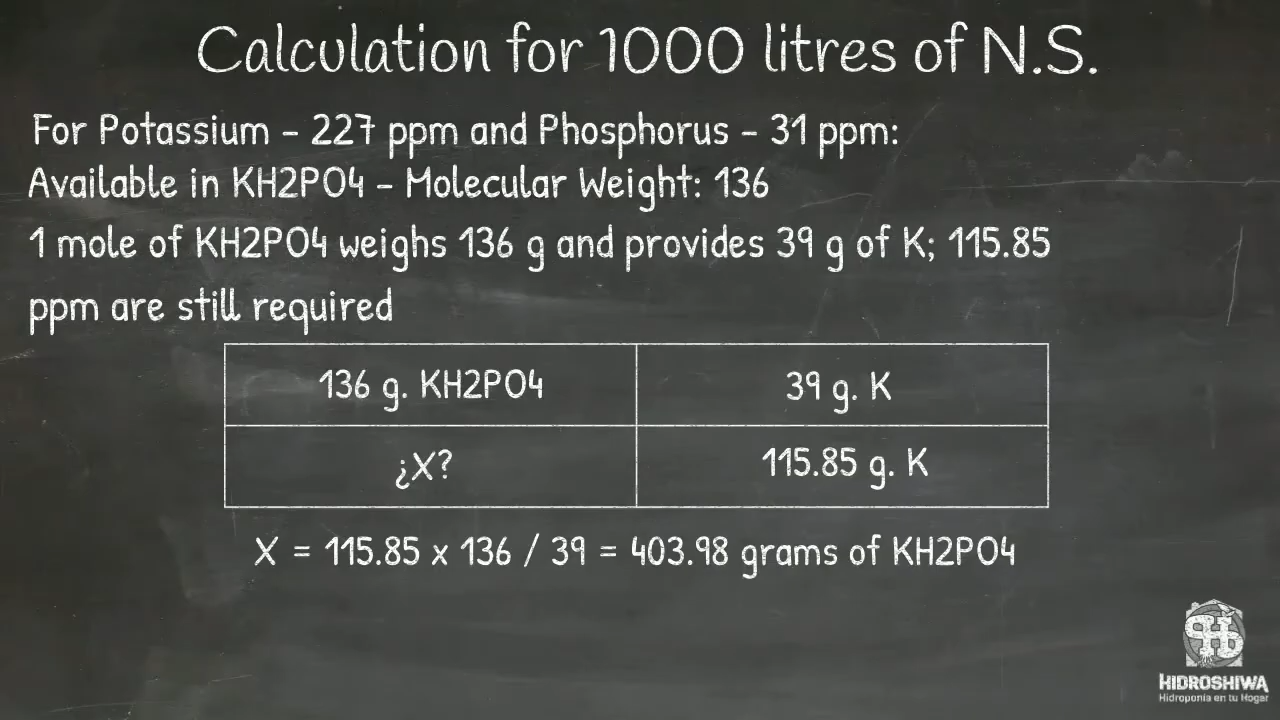 Calculation for 1000 litres of N.S.
For Potassium - 227 ppm and Phosphorus - 31 ppm:
Available in KH2PO4 - Molecular Weight: 136
1 mole of KH2PO4 weighs 136 g and provides 39 g of K; 115.85
ppm are still required
136 g. KH2PO4
39 g. K
¿X?
115.85 g. K
X = 115.85 x 136 / 39 = 403.98 grams of KH2PO4
HIDROSHIWA
Hidroponia en tu Hogar